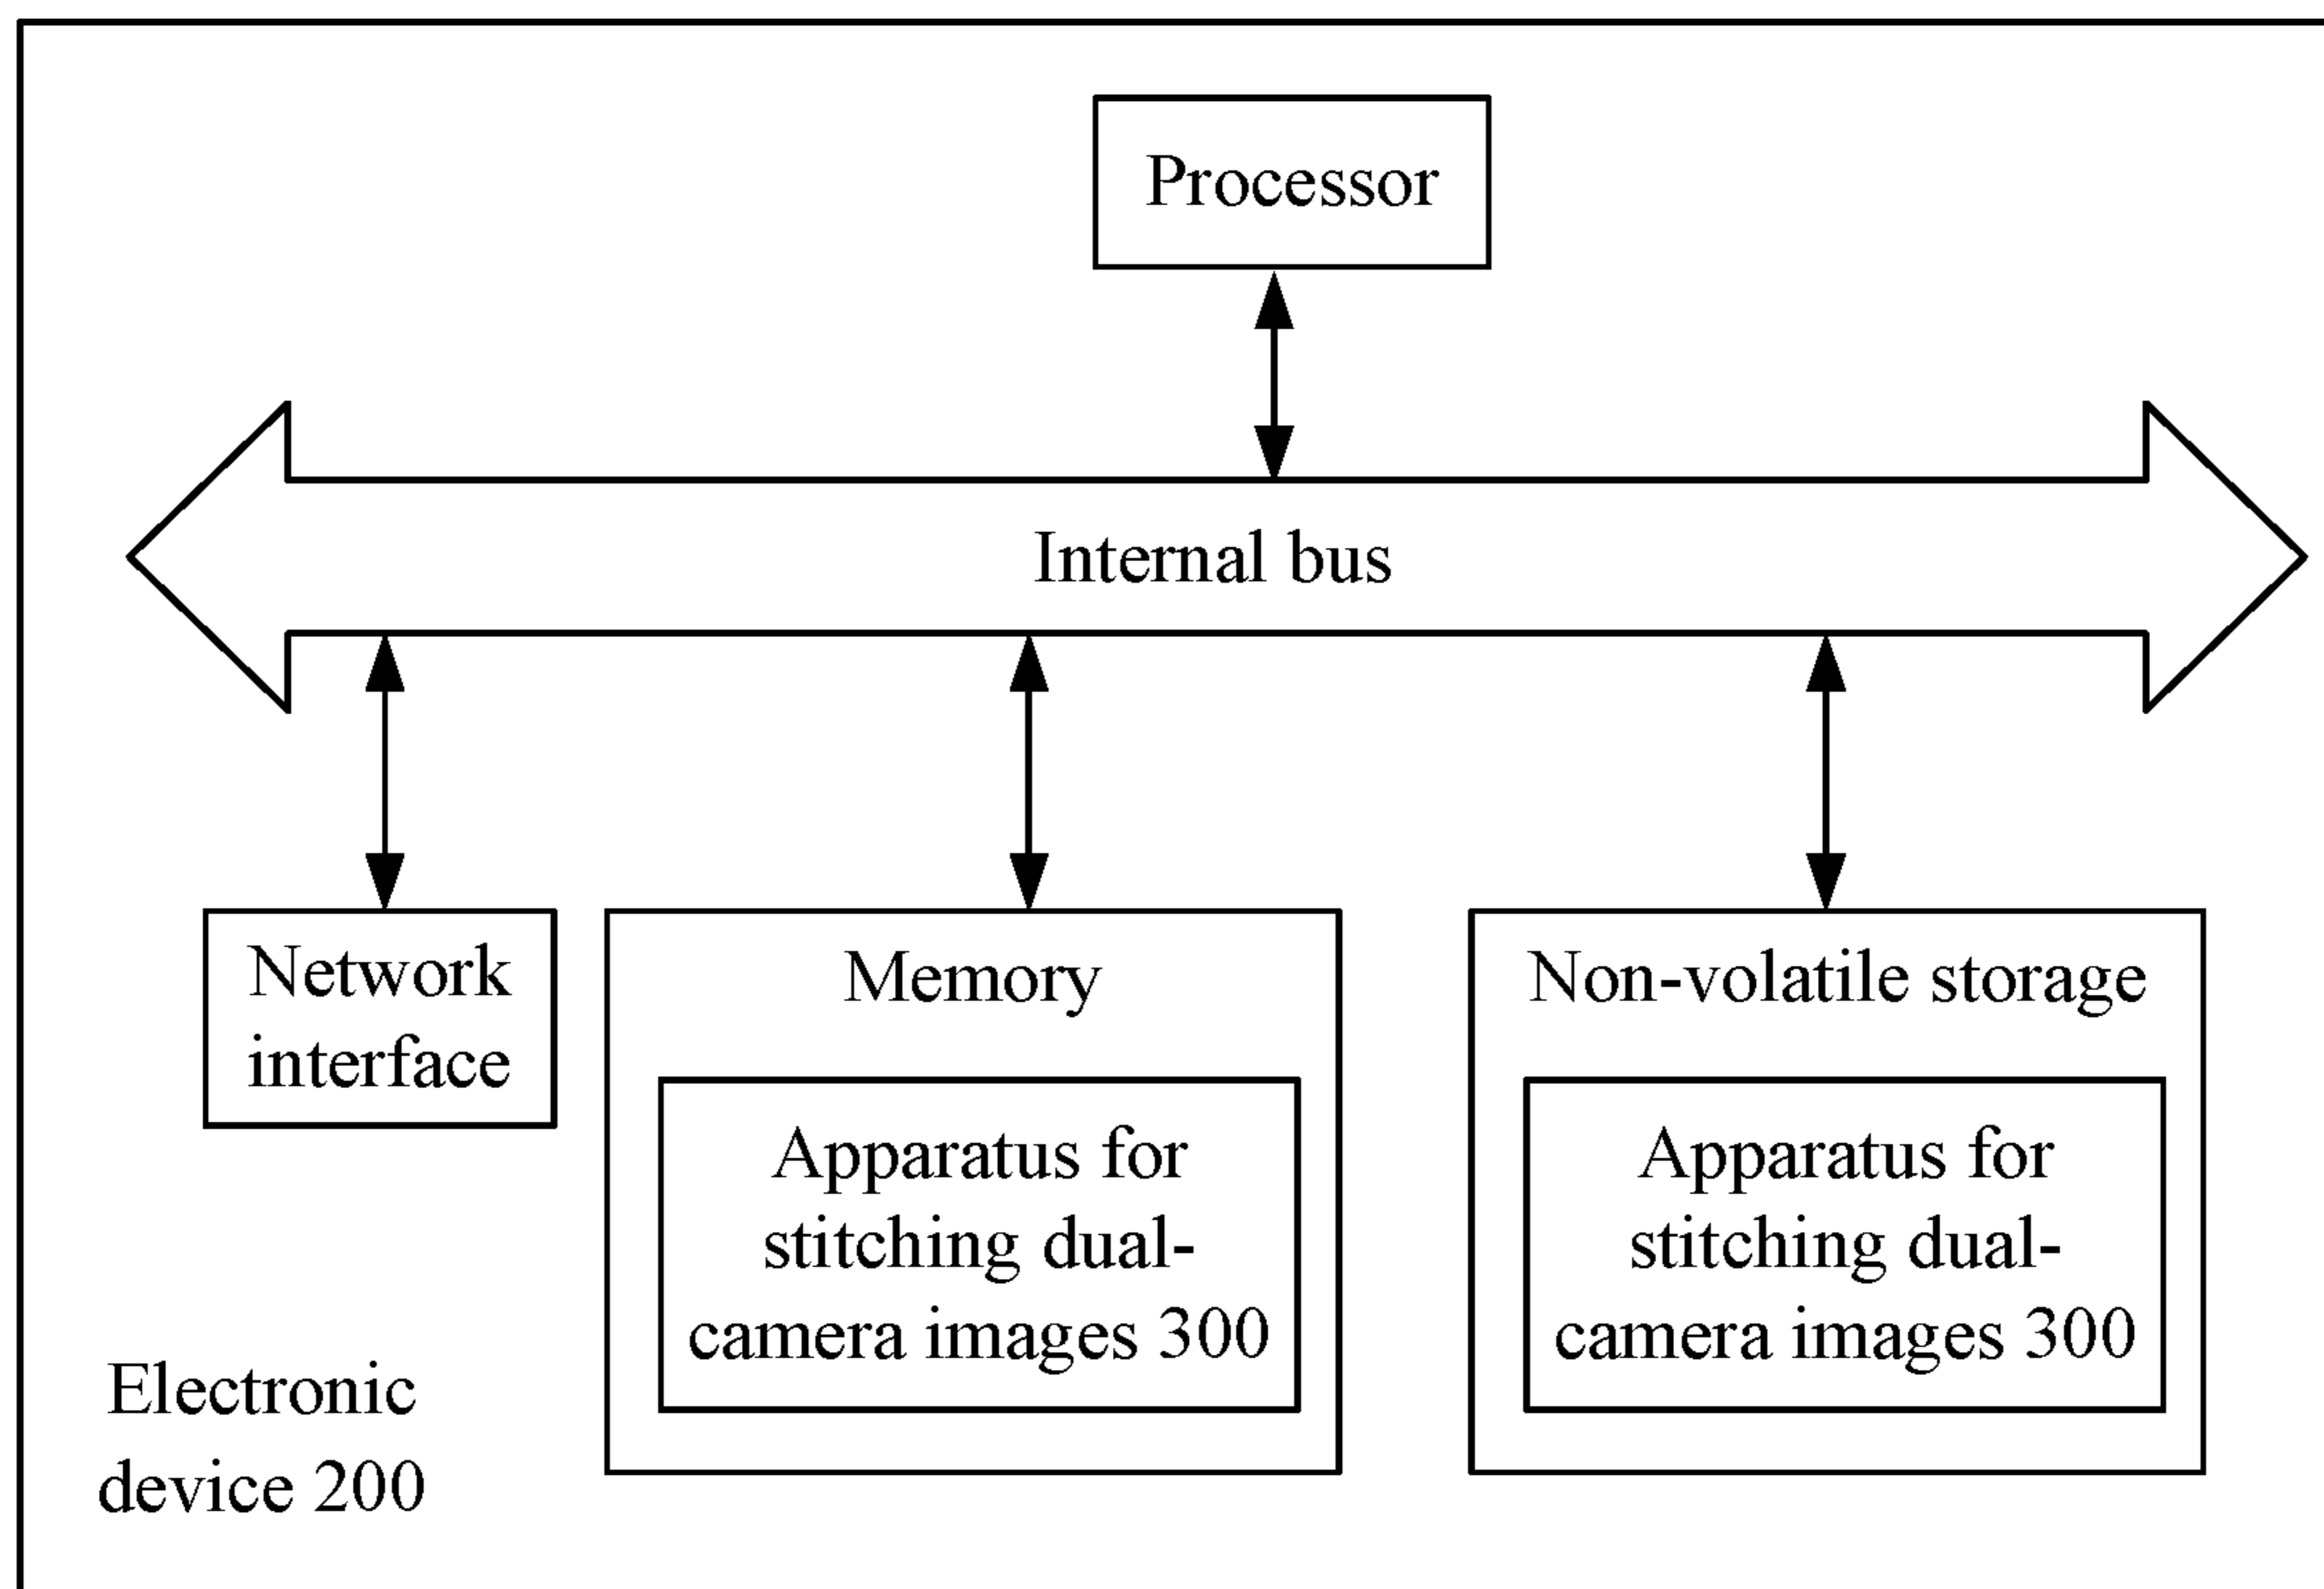 Processor
Internal bus
Network
interface
Memory
Apparatus for
stitching dual-
camera images 300
Non-volatile storage
Apparatus for
stitching dual-
camera images 300
Electronic
device 200